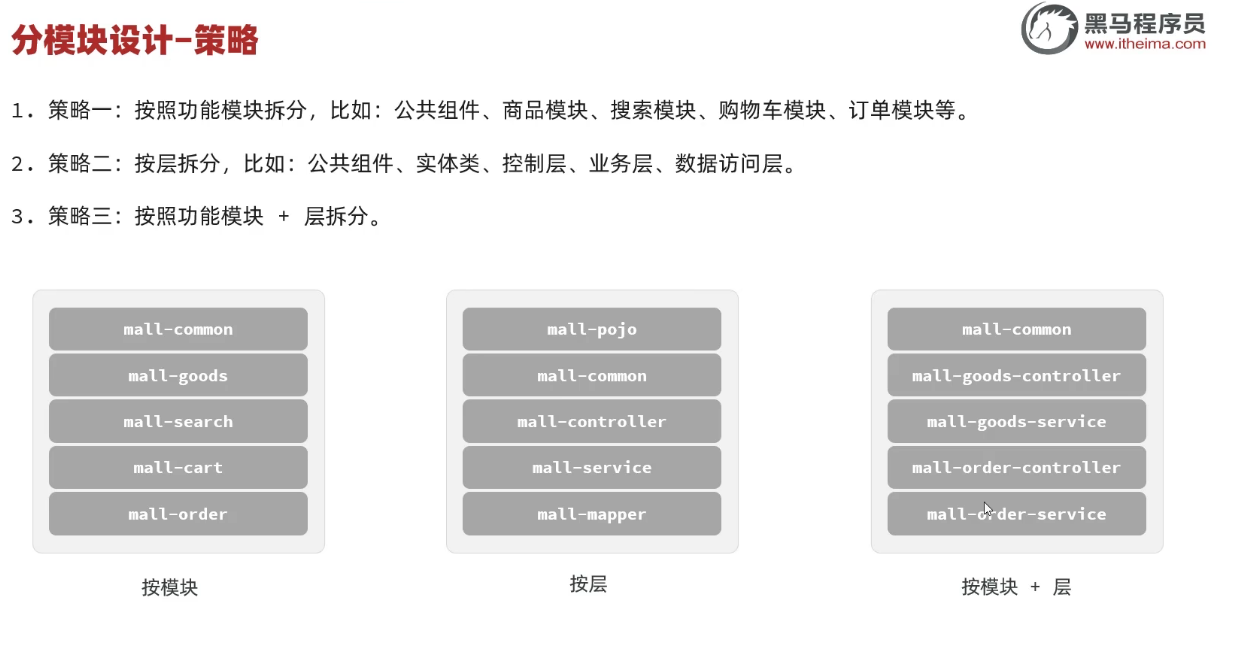 分模块设计-策略
黑马程序员
www.itheima.com
1. 策略一：按照功能模块拆分，比如：公共组件、商品模块、搜索模块、购物车模块、订单模块等。
2. 策略二：按层拆分，比如：公共组件、实体类、控制层、业务层、数据访问层。
3. 策略三：按照功能模块 + 层拆分。
mall-common
mall-goods
mall-search
mall-cart
mall-order
按模块
mall-pojo
mall-common
mall-controller
mall-service
mall-mapper
按层
mall-common
mall-goods-controller
mall-goods-service
mall-order-controller
mall-order-service
按模块 + 层